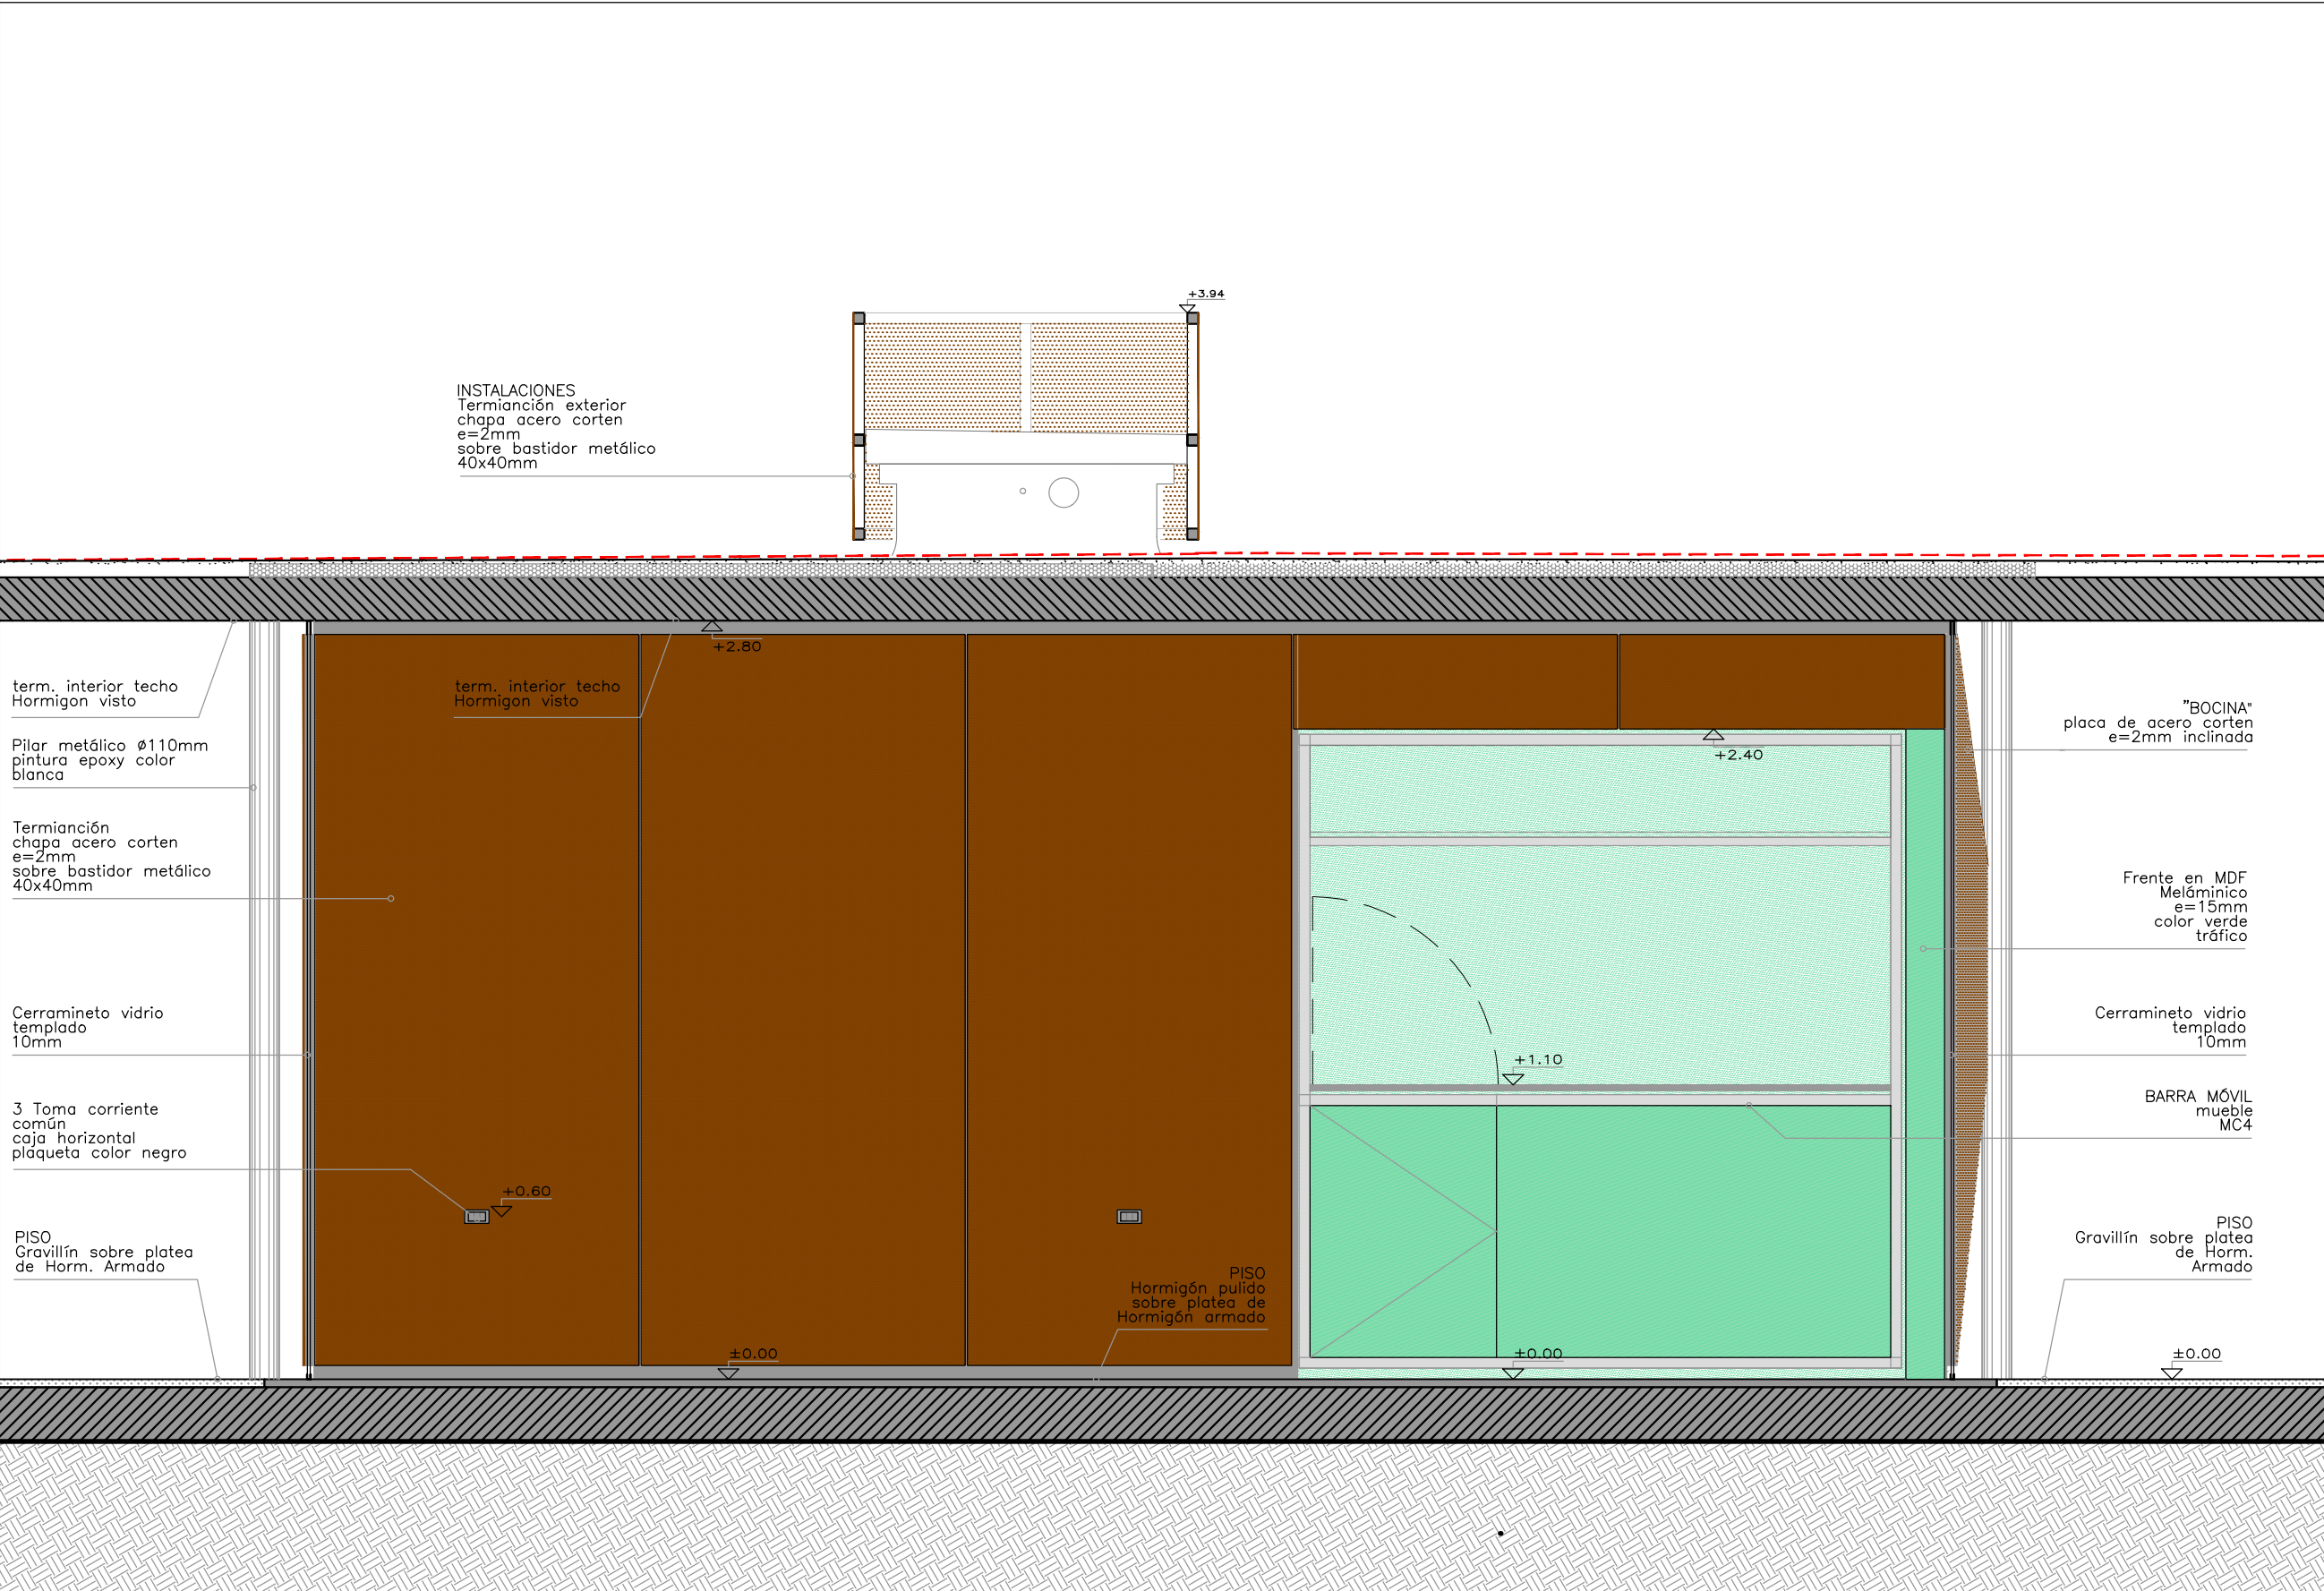 +3.94
INSTALACIONES
Termianción exterior
chapa acero corten
e=2mm
sobre bastidor metálico
40x40mm
+2.80
term. interior techo
Hormigon visto
term. interior techo
Hormigon visto
Pilar metálico ø110mm
pintura epoxy color
blanca
Termianción
chapa acero corten
e=2mm
sobre bastidor metálico
40x40mm
Cerramineto vidrio
templado
10mm
3 Toma corriente
común
caja horizontal
plaqueta color negro
+0.60
PISO
Gravillín sobre platea
de Horm. Armado
PISO
Hormigón pulido
sobre platea de
Hormigón armado
±0.00
+2.40
+1.10
±0.00
"BOCINA"
placa de acero corten
e=2mm inclinada
Frente en MDF
Meláminico
e=15mm
color verde
tráfico
Cerramineto vidrio
templado
10mm
BARRA MÓVIL
mueble
MC4
PISO
Gravillín sobre platea
de Horm.
Armado
±0.00